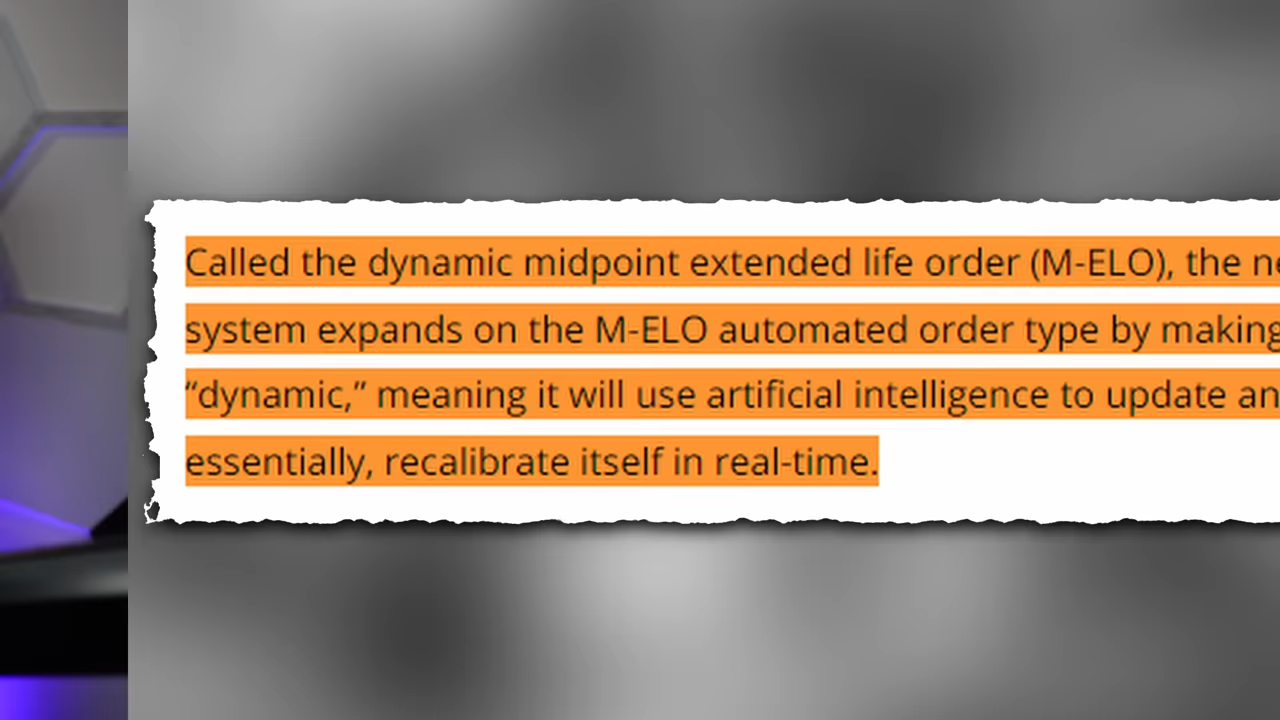 Called the dynamic midpoint extended life order (M-ELO), the
system expands on the M-ELO automated order type by making
“dynamic,” meaning it will use artificial intelligence to update
essentially, recalibrate itself in real-time.